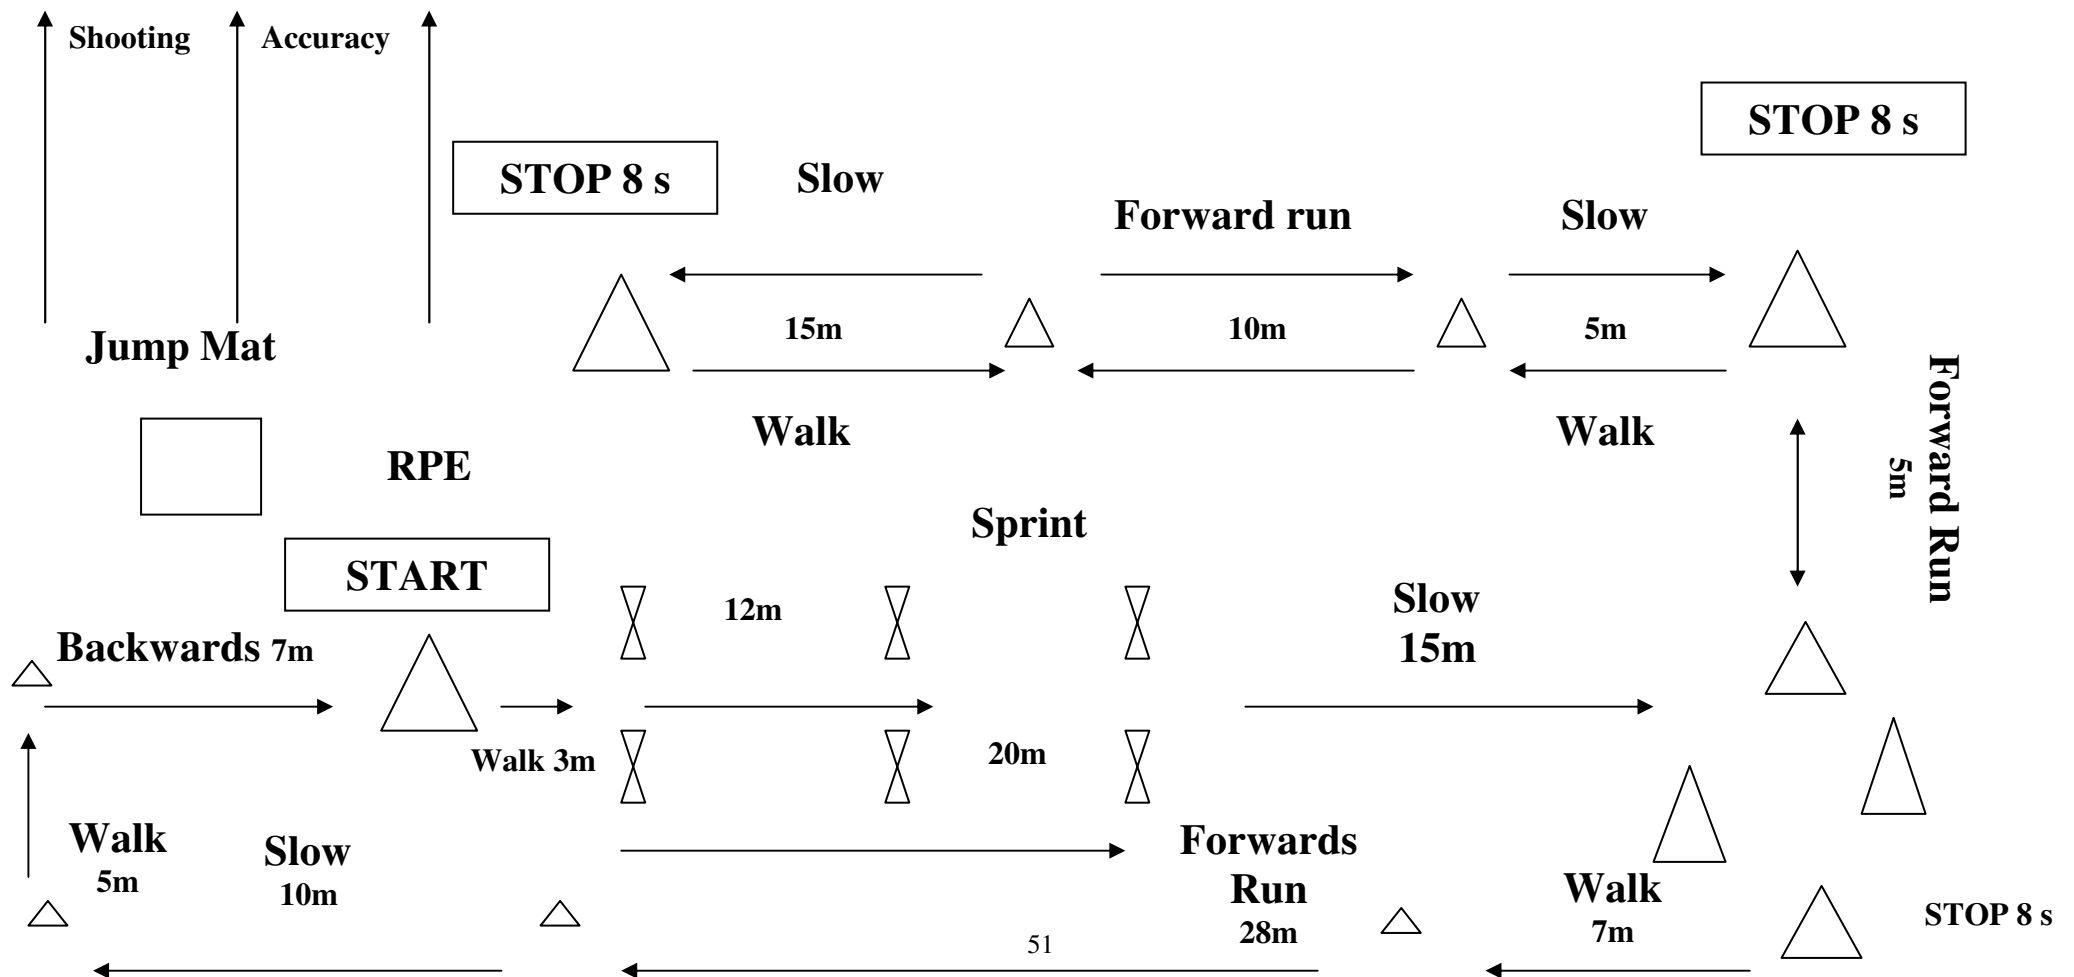 Shooting
Accuracy
STOP 8 s
STOP 8 s
Slow
Forward run
Slow
15m
10m
5m
Jump Mat
Walk
Walk
Forward Run
5m
RPE
Sprint
START
12m
Slow
15m
Backwards 7m
Walk 3m
20m
Walk
5m
Slow
10m
Forwards
Run
28m
Walk
7m
STOP 8 s
51